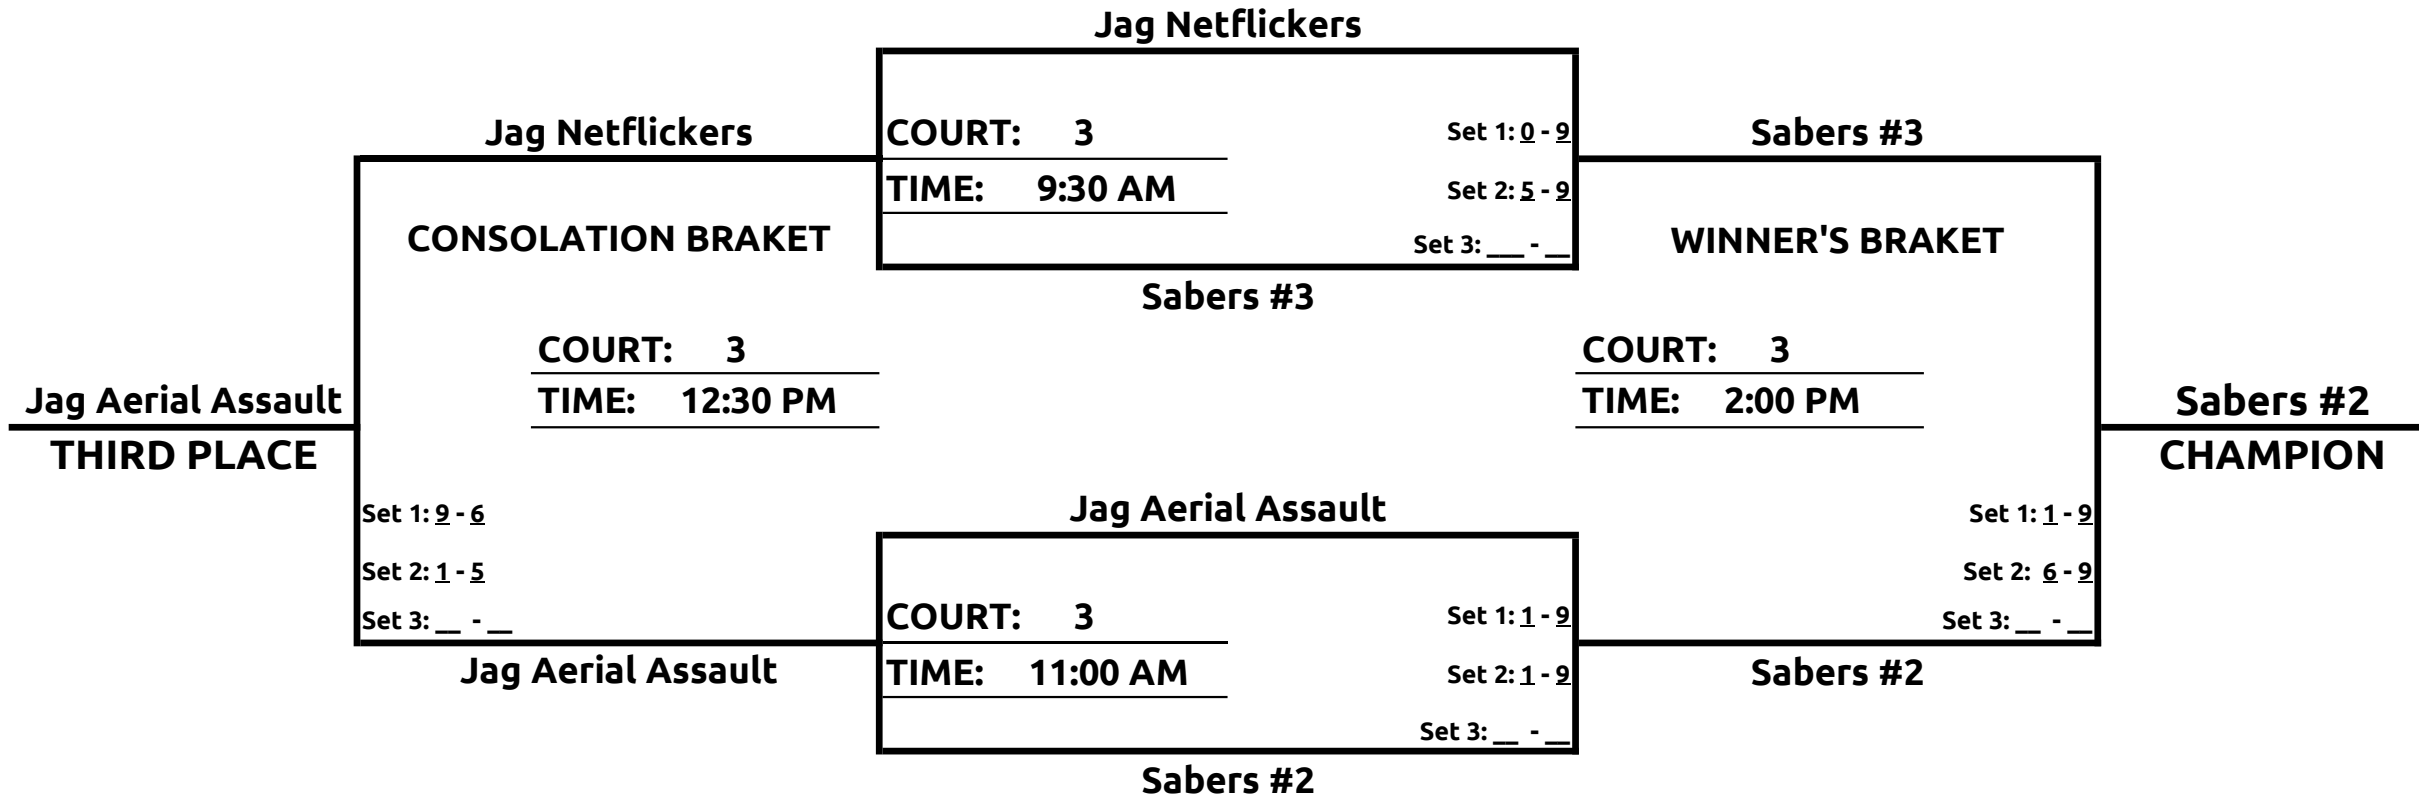 Jag Netflickers
Jag Netflickers
COURT: 3
Set 1: 0 - 9
Sabers #3
TIME: 9:30 AM
Set 2: 5 - 9
CONSOLATION BRAKET
Set 3: ___ - __
WINNER'S BRAKET
Sabers #3
COURT: 3
COURT: 3
Jag Aerial Assault
TIME: 12:30 PM
TIME: 2:00 PM
Sabers #2
THIRD PLACE
CHAMPION
Set 1: 9 - 6
Jag Aerial Assault
Set 1: 1 - 9
Set 2: 1 - 5
Set 2: 6 - 9
Set 3: __ - __
COURT: 3
Set 1: 1 - 9
Set 3: __ - __
Jag Aerial Assault
TIME: 11:00 AM
Set 2: 1 - 9
Sabers #2
Set 3: __ - __
Sabers #2